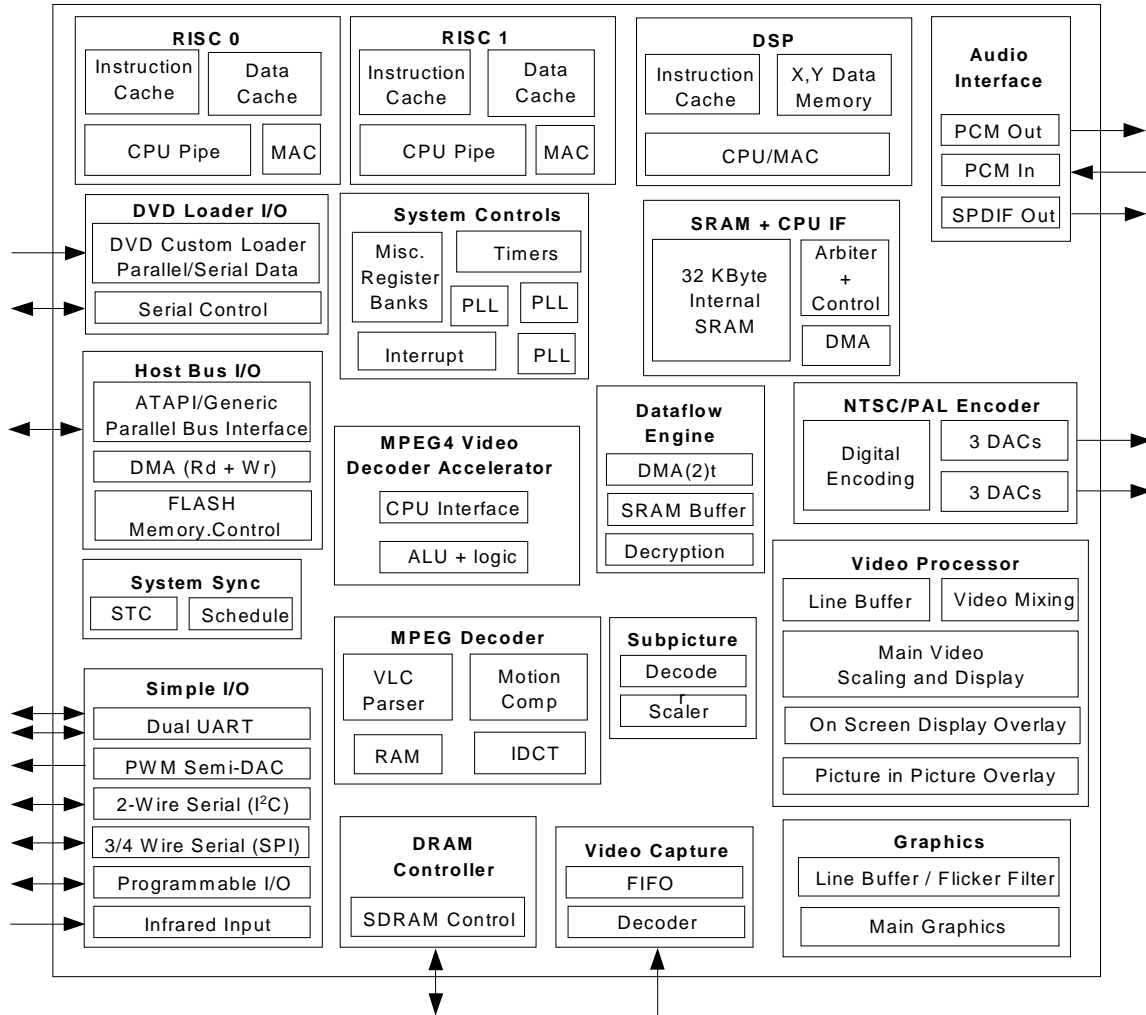 RISC 0
Instruction
Cache
Data
Cache
CPU Pipe
MAC
RISC 1
Instruction
Cache
Data
Cache
CPU Pipe
MAC
DSP
Instruction
Cache
X,Y Data
Memory
CPU/MAC
Audio
Interface
PCM Out
PCM In
SPDIF Out
DVD Loader I/O
DVD Custom Loader
Parallel/Serial Data
Serial Control
System Controls
Misc.
Register
Banks
Timers
PLL
PLL
Interrupt
PLL
SRAM + CPU IF
32 KByte
Internal
SRAM
Arbiter
+
Control
DMA
Host Bus I/O
ATAPI/Generic
Parallel Bus Interface
DMA (Rd + Wr)
FLASH
Memory.Control
MPEG4 Video
Decoder Accelerator
CPU Interface
ALU + logic
Dataflow
Engine
DMA(2)t
SRAM Buffer
Decryption
NTSC/PAL Encoder
Digital
Encoding
3 DACs
3 DACs
System Sync
STC
Schedule
MPEG Decoder
VLC
Parser
Motion
Comp
RAM
IDCT
Subpicture
Decode
r
Scaler
Video Processor
Line Buffer
Video Mixing
Main Video
Scaling and Display
On Screen Display Overlay
Picture in Picture Overlay
Simple I/O
Dual UART
PWM Semi-DAC
2-Wire Serial (I²C)
3/4 Wire Serial (SPI)
Programmable I/O
Infrared Input
DRAM
Controller
SDRAM Control
Video Capture
FIFO
Decoder
Graphics
Line Buffer / Flicker Filter
Main Graphics